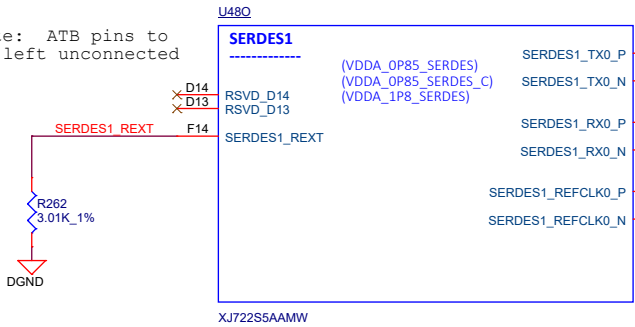 U48O
e: ATB pins to
left unconnected
SERDES1
-------------
(VDDA_0P85_SERDES)
(VDDA_0P85_SERDES_C)
(VDDA_1P8_SERDES)
SERDES1_TX0_P
SERDES1_TX0_N
D14
RSVD_D14
D13
RSVD_D13
SERDES1_REXT
F14
SERDES1_REXT
SERDES1_RX0_P
SERDES1_RX0_N
SERDES1_REFCLK0_P
SERDES1_REFCLK0_N
R262
3.01K_1%
DGND
XJ722S5AAMW